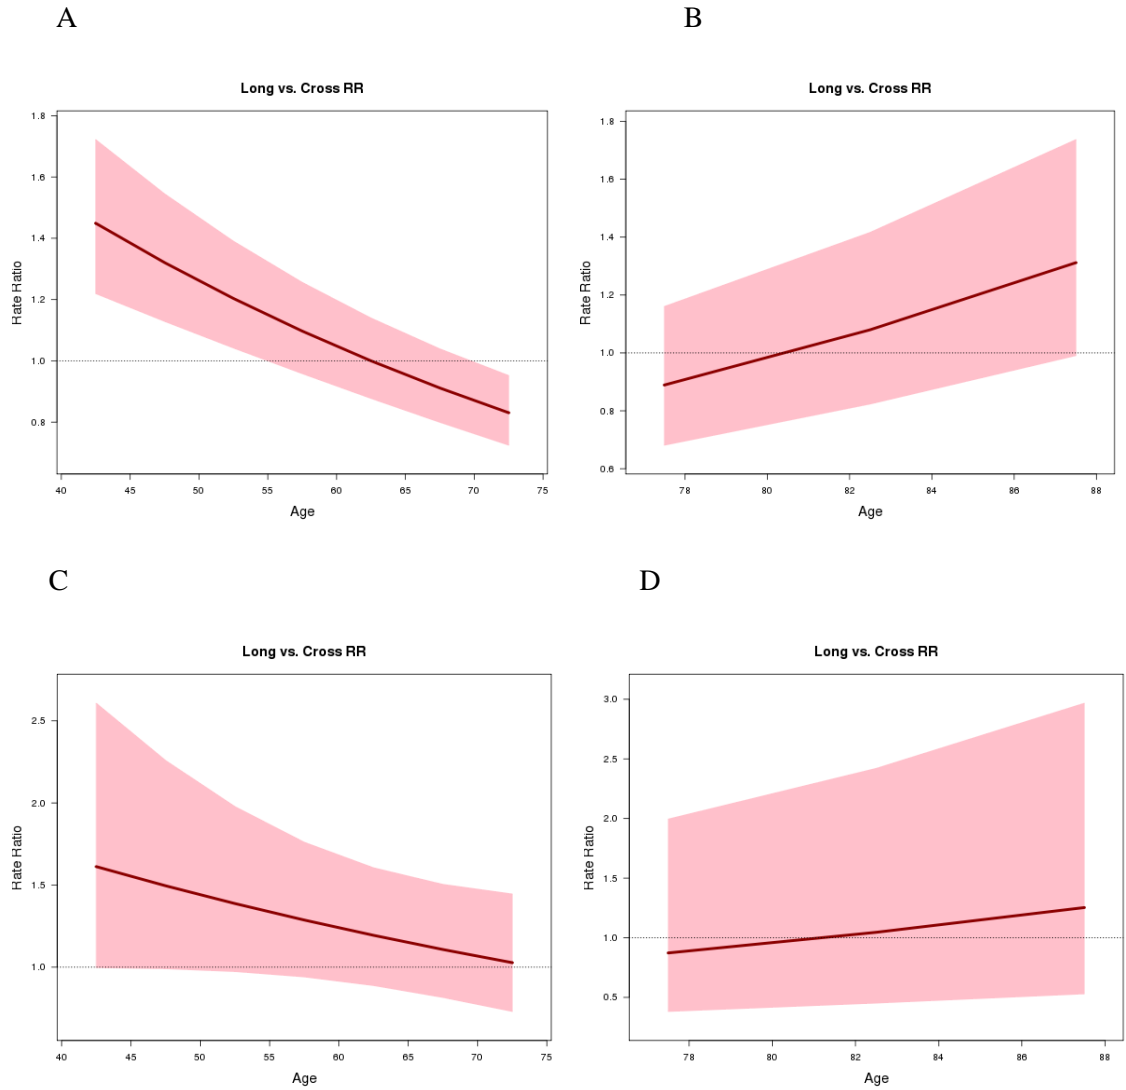 A
B
Long vs. Cross RR
Long vs. Cross RR
1.8
1.6
1.4
1.2
1.0
0.8
Rate Ratio
40 45 50 55 60 65 70 75
Age
1.8
1.6
1.4
1.2
1.0
0.8
0.6
Rate Ratio
78 80 82 84 86 88
Age
C
D
Long vs. Cross RR
Long vs. Cross RR
2.5
2.0
1.5
1.0
Rate Ratio
40 45 50 55 60 65 70 75
Age
3.0
2.5
2.0
1.5
1.0
0.5
Rate Ratio
78 80 82 84 86 88
Age